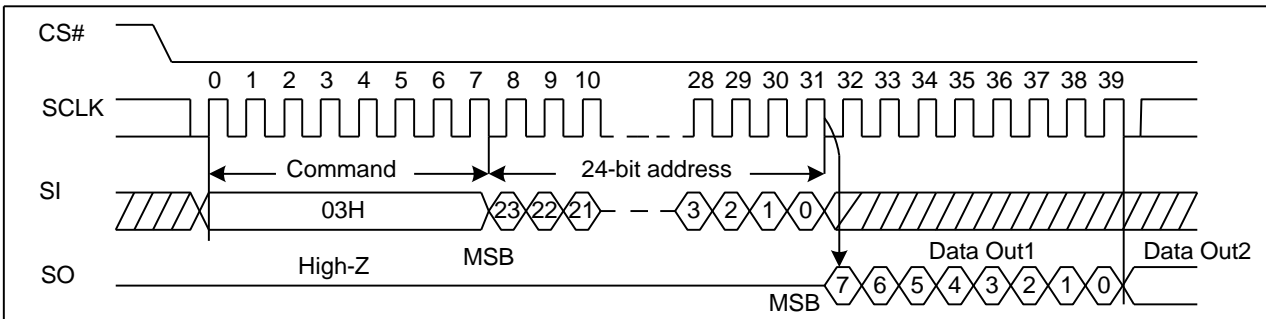 CS#
0 1 2 3 4 5 6 7 8 9 10 28 29 30 31 32 33 34 35 36 37 38 39
SCLK
Command 24-bit address
SI
03H 23 22 21 3 2 1 0
High-Z MSB Data Out1 Data Out2
SO
MSB 7 6 5 4 3 2 1 0